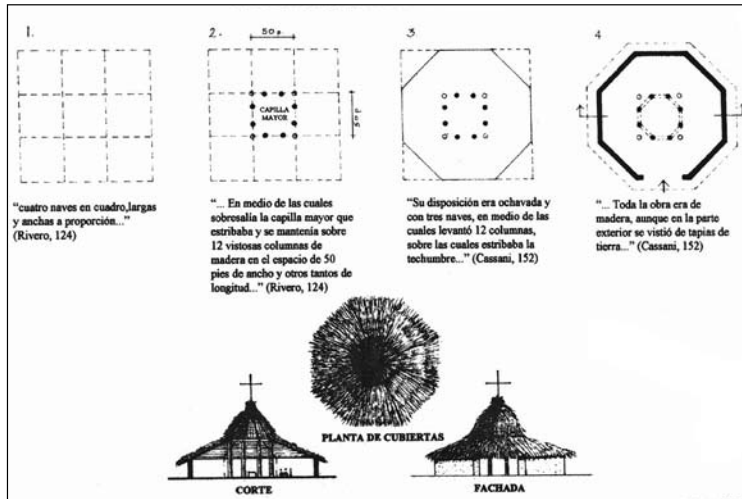 1.
2.
3
4
50 p.
CAPILLA
MAYOR
50 p.
"cuatro naves en cuadro,largas
y anchas a proporción..."
(Rivero, 124)
"... En medio de las cuales
sobresalía la capilla mayor que
estribaba y se mantenía sobre
12 vistosas columnas de
madera en el espacio de 50
pies de ancho y otros tantos de
longitud..." (Rivero, 124)
"Su disposición era ochavada y
con tres naves, en medio de las
cuales levantó 12 columnas,
sobre las cuales estribaba la
techumbre..." (Cassani, 152)
"... Toda la obra era de
madera, aunque en la parte
exterior se vistió de tapias de
tierra..." (Cassani, 152)
PLANTA DE CUBIERTAS
CORTE
FACHADA